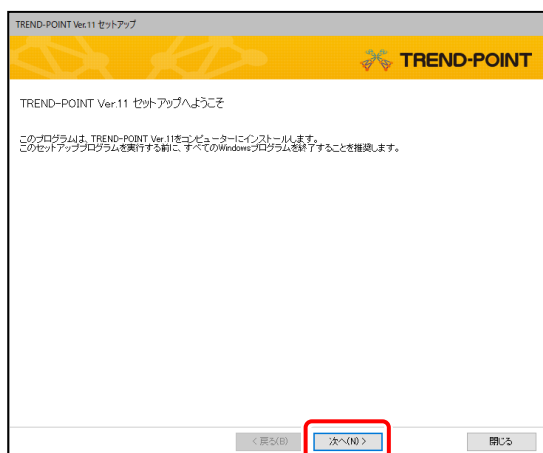 TREND-POINT Ver.11 セットアップ
TREND-POINT
TREND-POINT Ver.11 セットアップへようこそ
このプログラムは、TREND-POINT Ver.11をコンピューターにインストールします。
このセットアッププログラムを実行する前に、すべてのWindowsプログラムを終了することを推奨します。
< 戻る(B)
次へ(N) >
閉じる